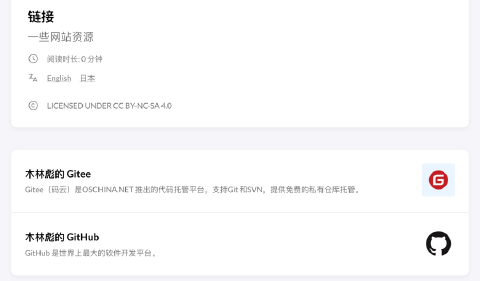 链接
一些网站资源
阅读时长: 0 分钟
English 日本
LICENSED UNDER CC BY-NC-SA 4.0
木林彪的 Gitee
Gitee（码云）是OSCHINA.NET 推出的代码托管平台，支持Git 和SVN，提供免费的私有仓库托管。
木林彪的 GitHub
GitHub 是世界上最大的软件开发平台。